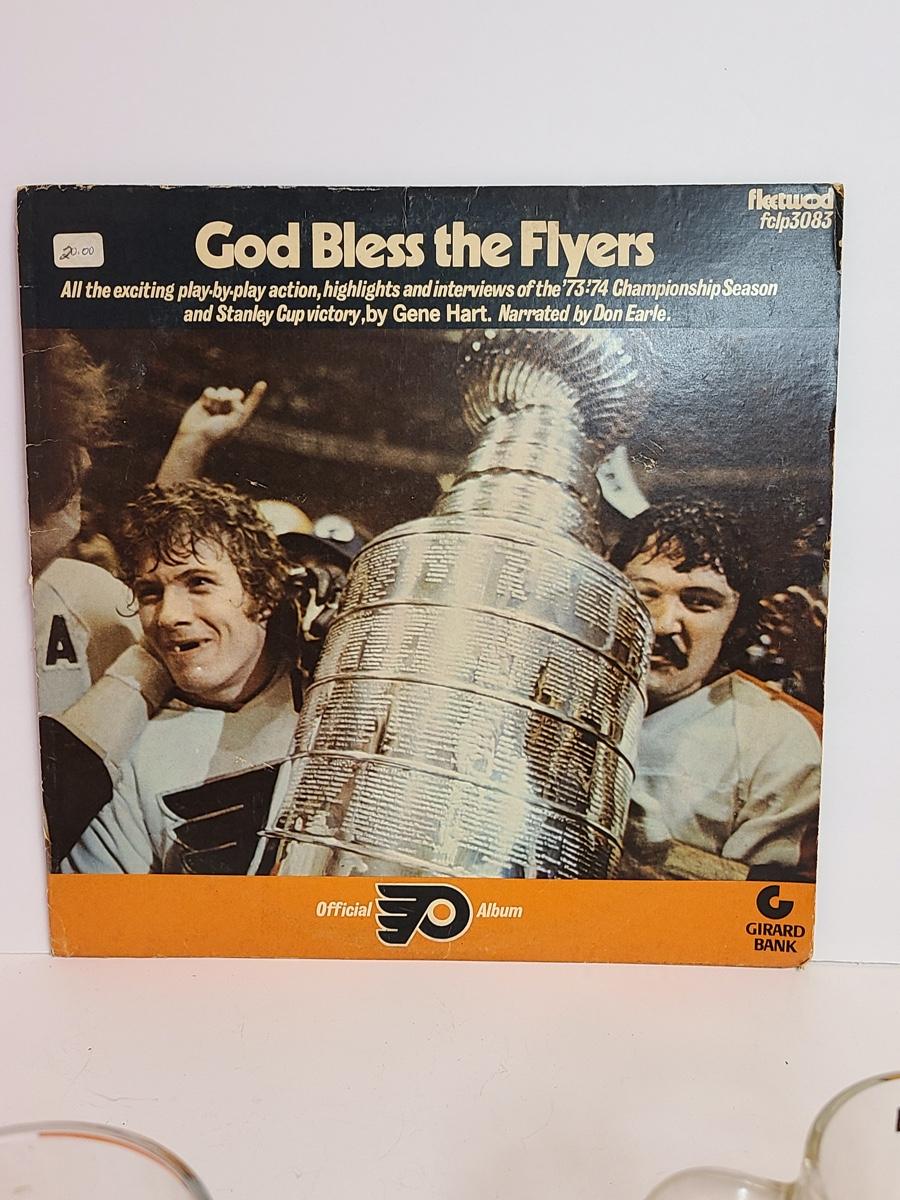 fleetwood
fclp3083
20.00
God Bless the Flyers
All the exciting play-by-play action, highlights and interviews of the '73-'74 Championship Season
and Stanley Cup victory, by Gene Hart. Narrated by Don Earle.
A
Official Album
GIRARD
BANK